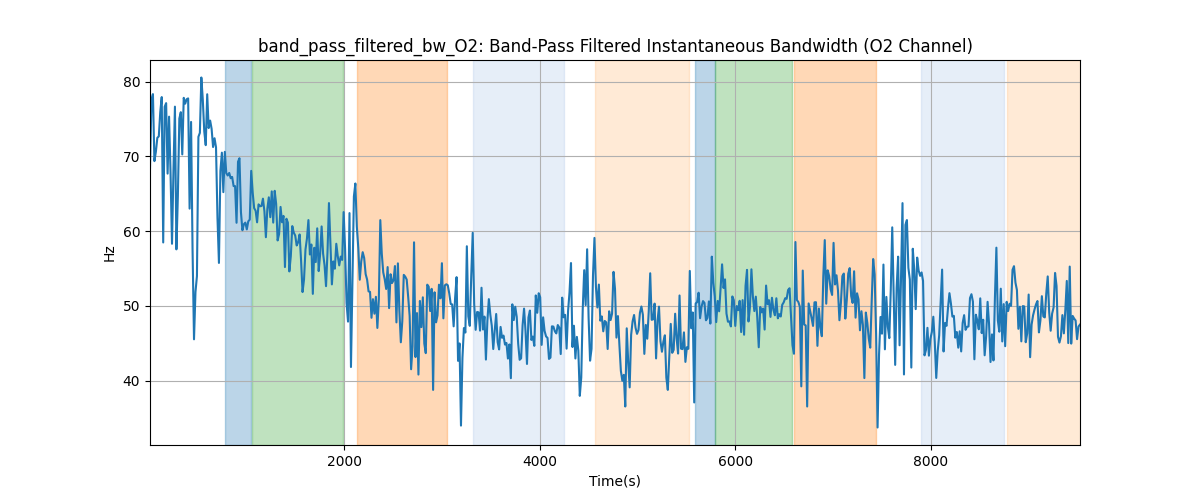 band_pass_filtered_bw_O2: Band-Pass Filtered Instantaneous Bandwidth (O2 Channel)
80
70
60
50
40
Hz
2000 4000 6000 8000
Time(s)